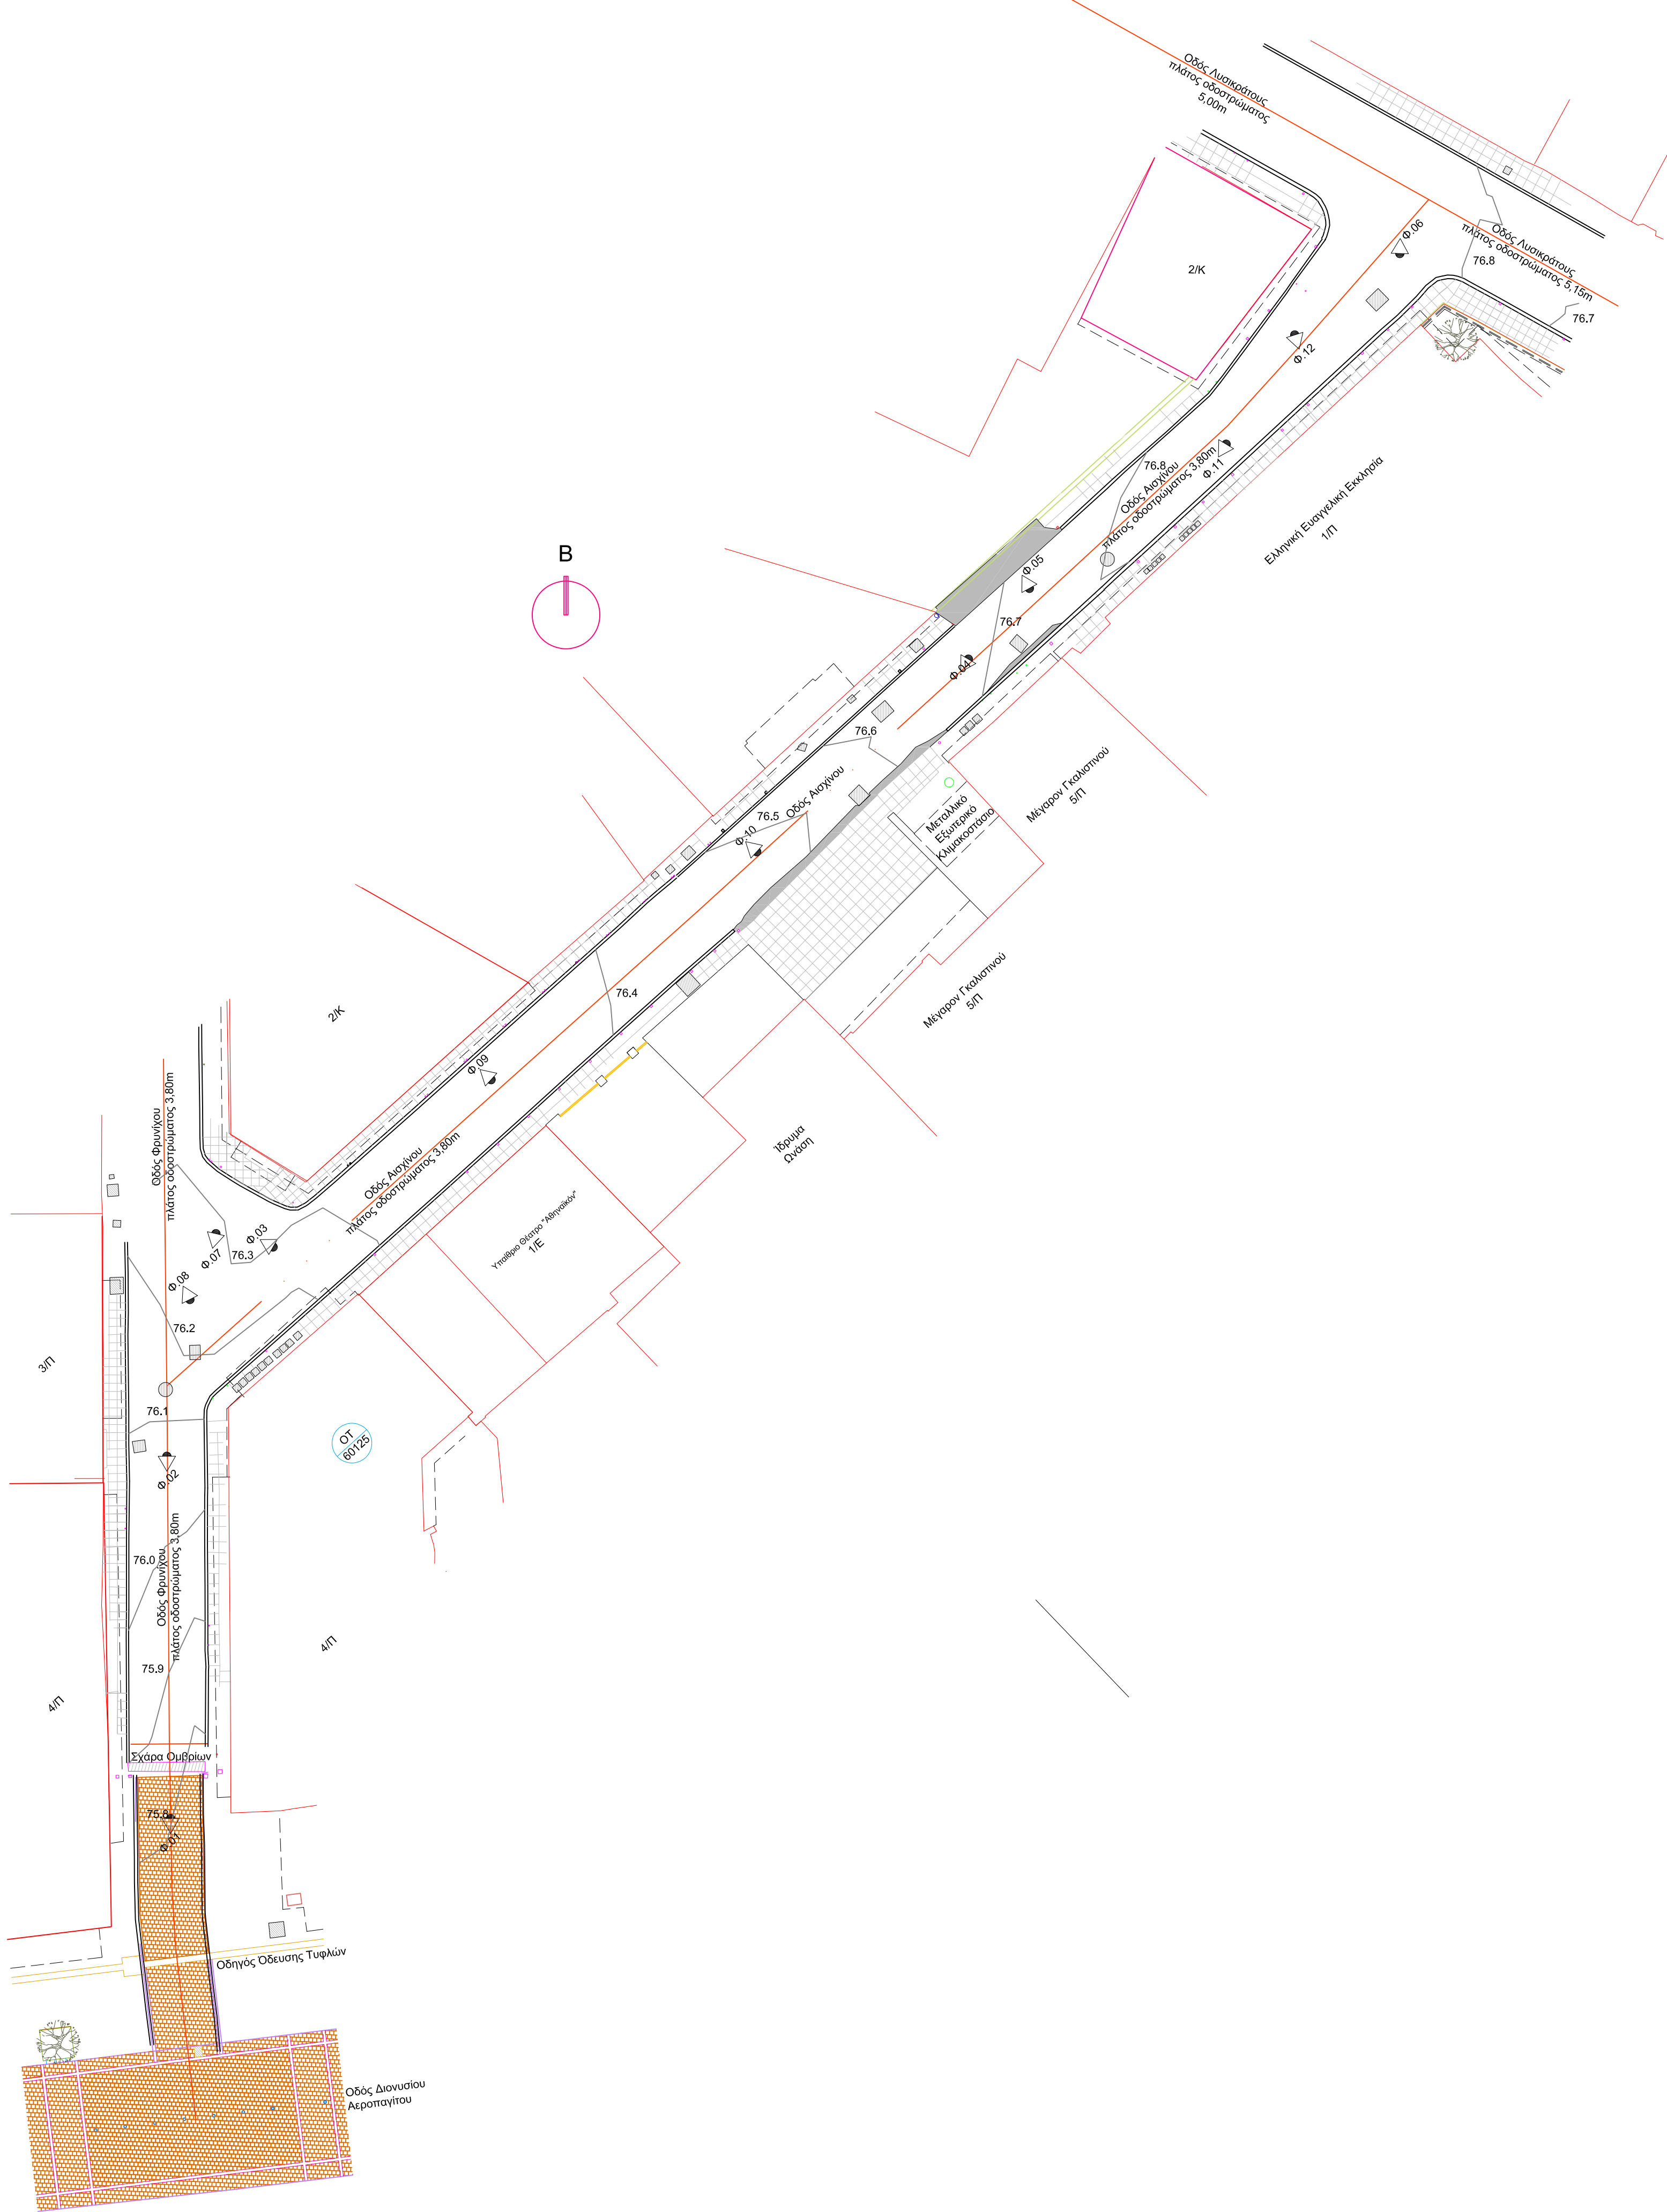 Οδός Λυσικράτους
πλάτος οδοστρώματος
5,00m
Φ.06
Οδός Λυσικράτους
πλάτος οδοστρώματος 5,15m
76.8
76.7
2/Κ
Φ.12
76.8
Οδός Αισχίνου
πλάτος οδοστρώματος 3,80m
Φ.11
Ελληνική Ευαγγελική Εκκλησία
1/Π
Β
Φ.05
76.7
Φ.04
76.6
Οδός Αισχίνου
76.5
Φ.10
Μεταλλικό
Εξωτερικό
Κλιμακοστάσιο
Μέγαρον Γκαλιστινού
5/Π
Μέγαρον Γκαλιστινού
5/Π
76.4
2/Κ
Φ.09
Οδός Φρυνίχου
πλάτος οδοστρώματος 3,80m
Οδός Αισχίνου
πλάτος οδοστρώματος 3,80m
Ίδρυμα
Ωνάση
Υπαίθριο Θέατρο "Αθηναϊκόν"
1/Ε
Φ.03
Φ.07
76.3
Φ.08
76.2
3/Π
76.1
ΟΤ
60125
Φ.02
76.0
Οδός Φρυνίχου
πλάτος οδοστρώματος 3,80m
4/Π
75.9
4/Π
Σχάρα Ομβρίων
75.8
Φ.01
Οδηγός Όδευσης Τυφλών
Οδός Διονυσίου
Αεροπαγίτου